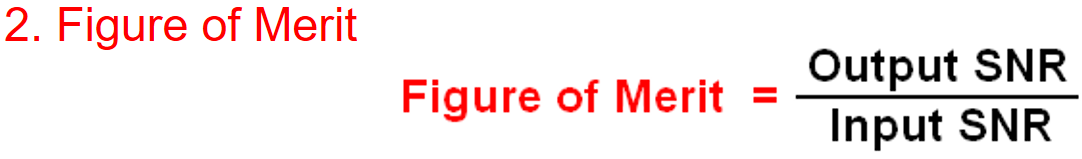 2. Figure of Merit
Figure of Merit = Output SNR
Input SNR